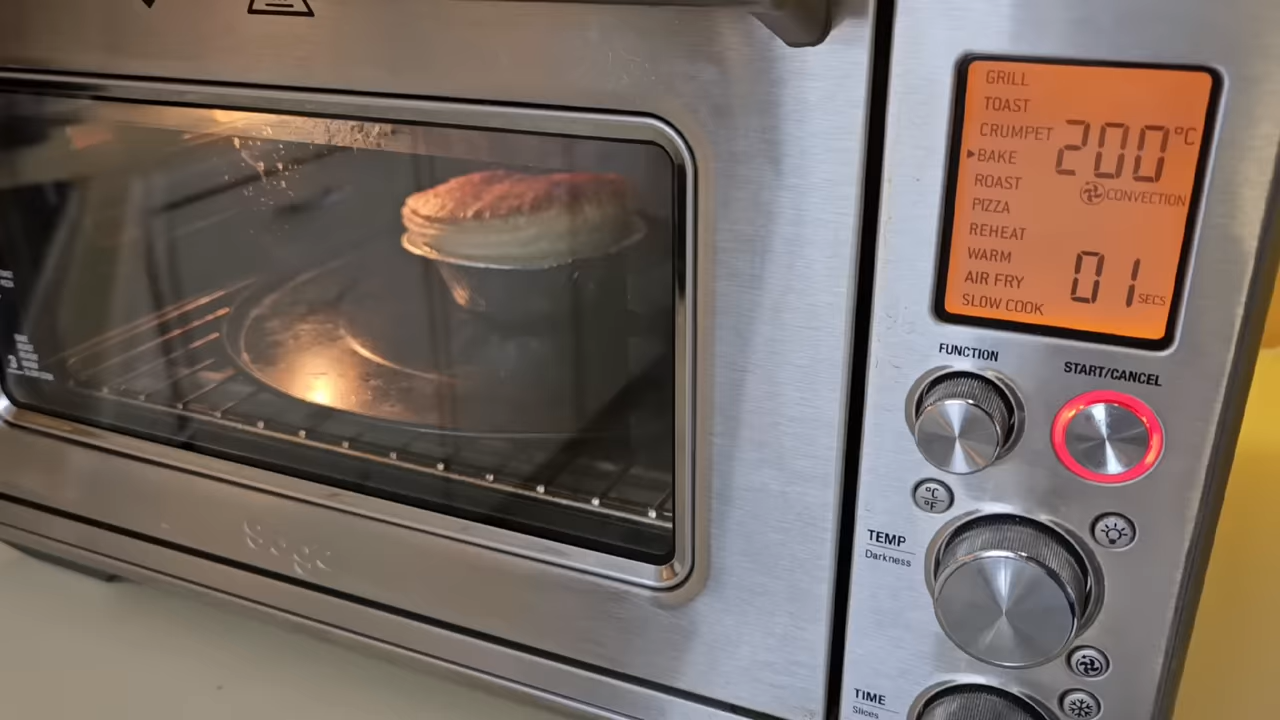 GRILL
TOAST
CRUMPET
200°C
▶BAKE
CONVECTION
ROAST
PIZZA
REHEAT
WARM
AIR FRY
01 SECS
SLOW COOK
FUNCTION
START/CANCEL
°C
°F
TEMP
Darkness
TIME
Slices
3